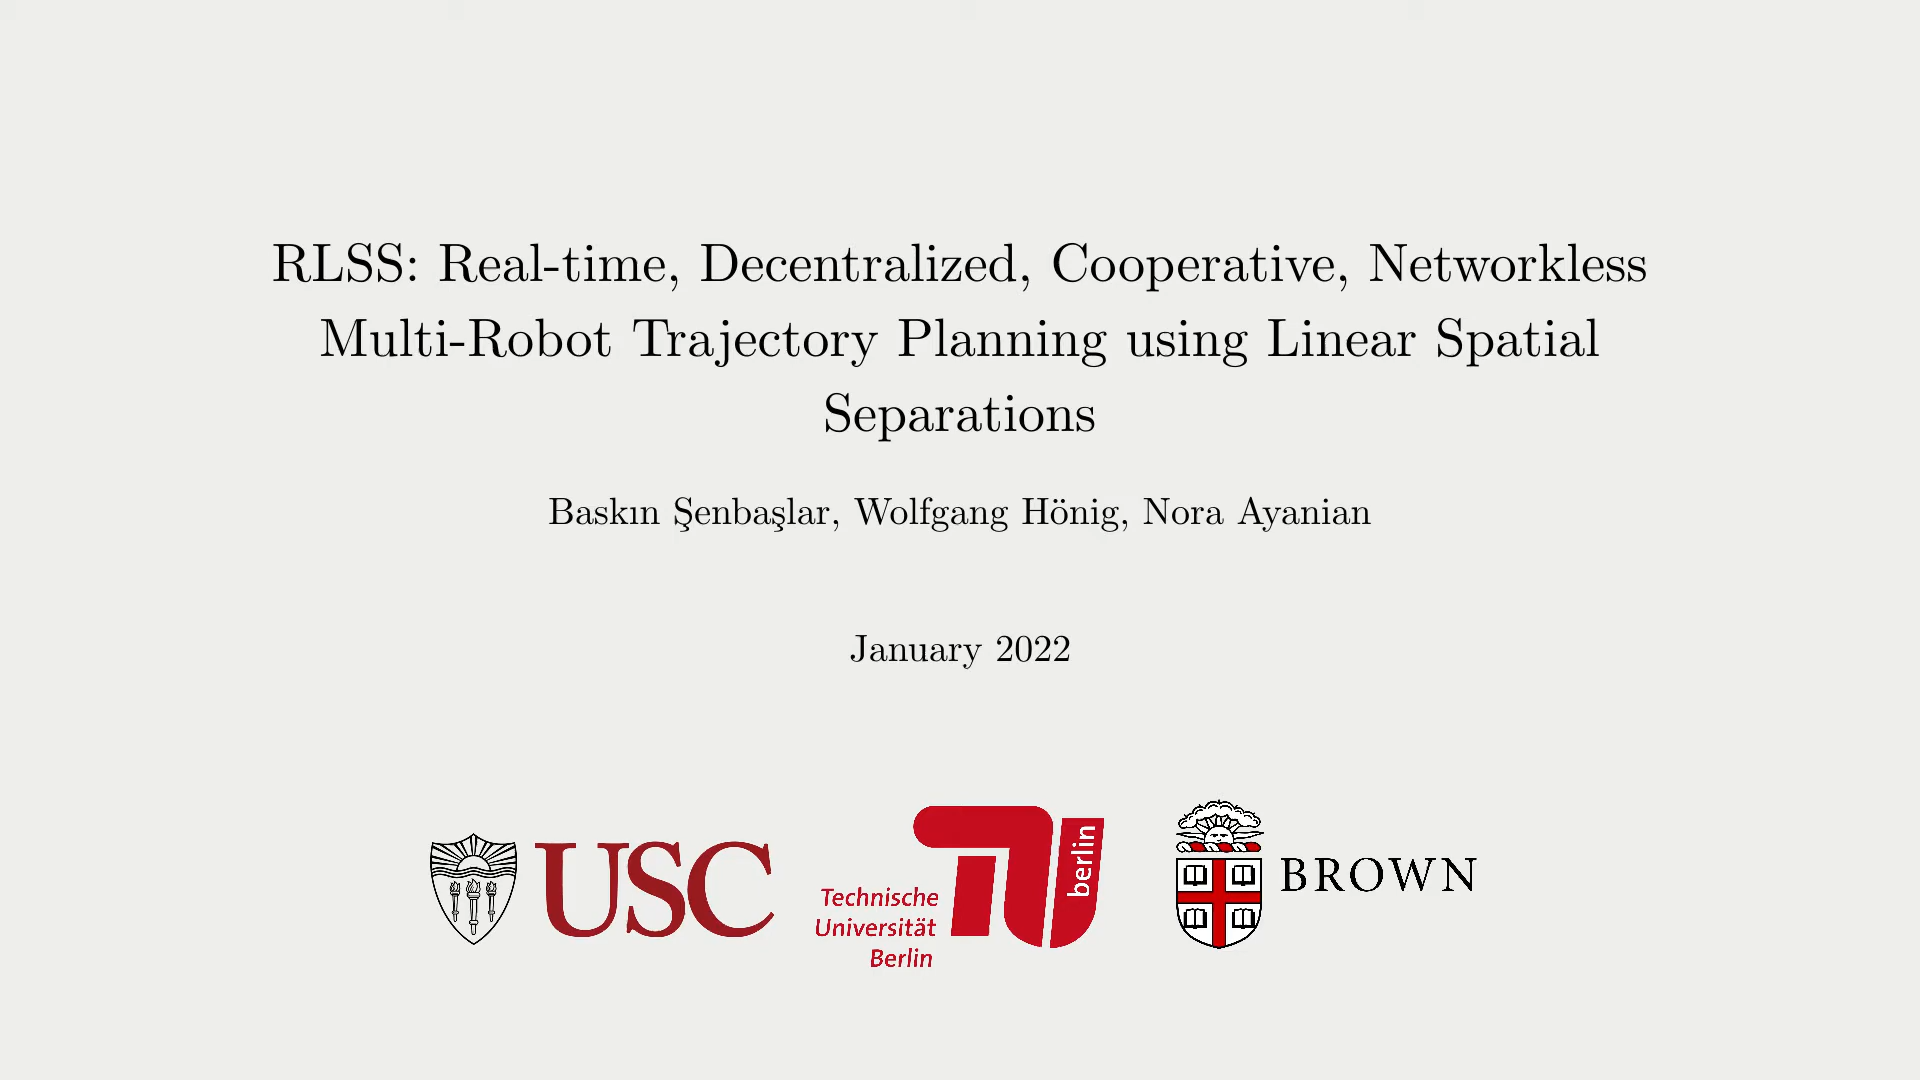 RLSS: Real-time, Decentralized, Cooperative, Networkless
Multi-Robot Trajectory Planning using Linear Spatial
Separations
Baskın Şenbaşlar, Wolfgang Hönig, Nora Ayanian
January 2022
USC
Technische
Universität
Berlin
berlin
BROWN